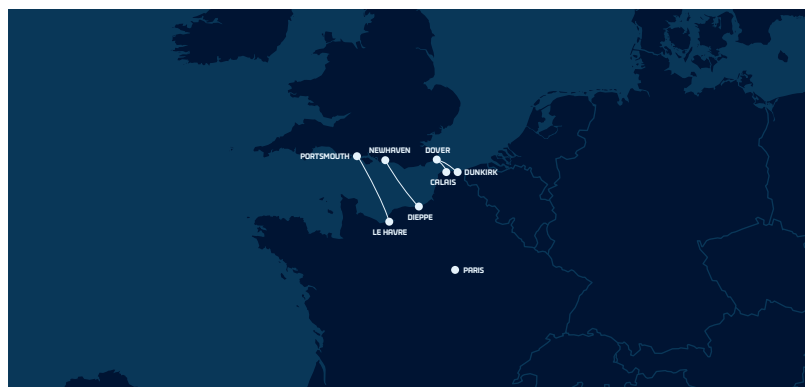 NEWHAVEN
DOVER
PORTSMOUTH
DUNKIRK
CALAIS
DIEPPE
LE HAVRE
PARIS